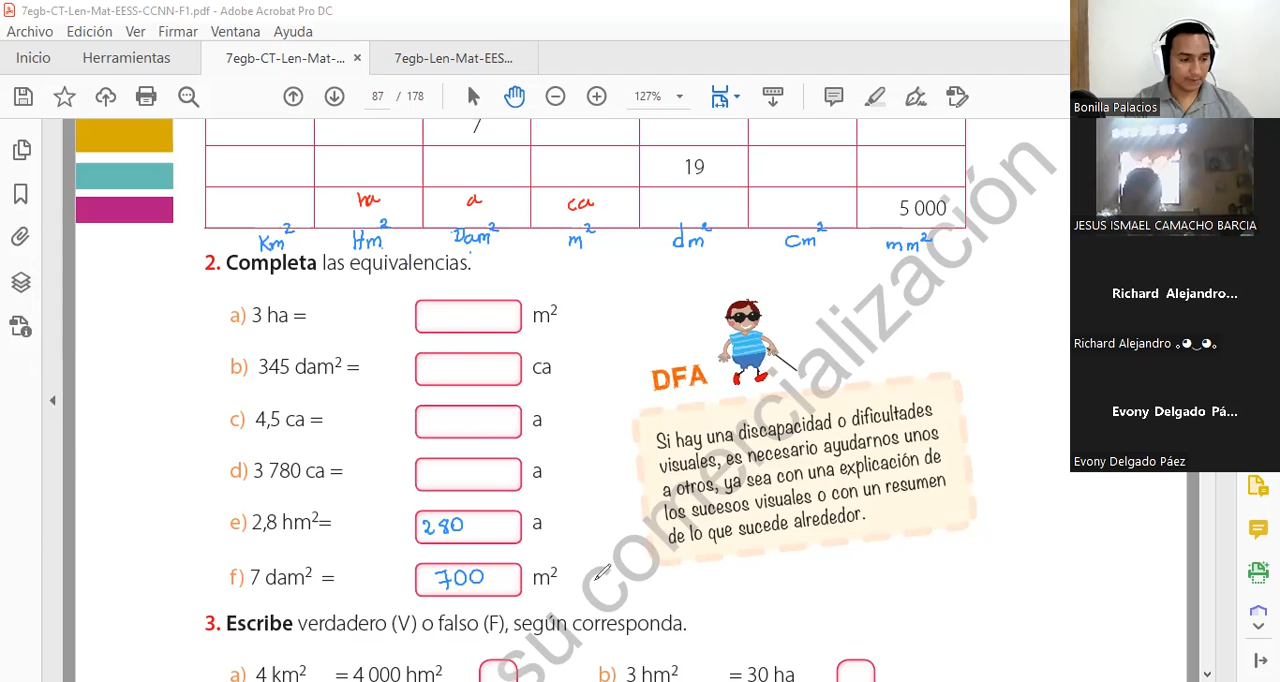 7egb-CT-Len-Mat-EESS-CCNN-F1.pdf - Adobe Acrobat Pro DC
Archivo Edición Ver Firmar Ventana Ayuda
Inicio Herramientas 7egb-CT-Len-Mat-... × 7egb-Len-Mat-EES...
87 / 178 127%
7
19
ha a ca 5 000
Km² Hm² Dam² m² dm² cm² mm²
2. Completa las equivalencias.
a) 3 ha = m²
b) 345 dam² = ca
c) 4,5 ca = a
d) 3 780 ca = a
e) 2,8 hm²= 280 a
f) 7 dam² = 700 m²
DFA
Si hay una discapacidad o dificultades
visuales, es necesario ayudarnos unos
a otros, ya sea con una explicación de
los sucesos visuales o con un resumen
de lo que sucede alrededor.
3. Escribe verdadero (V) o falso (F), según corresponda.
a) 4 km² = 4 000 hm² b) 3 hm² = 30 ha
su comercialización
Bonilla Palacios
JESUS ISMAEL CAMACHO BARCIA
Richard Alejandro...
Richard Alejandro ｡◕‿◕｡
Evony Delgado Pá...
Evony Delgado Páez